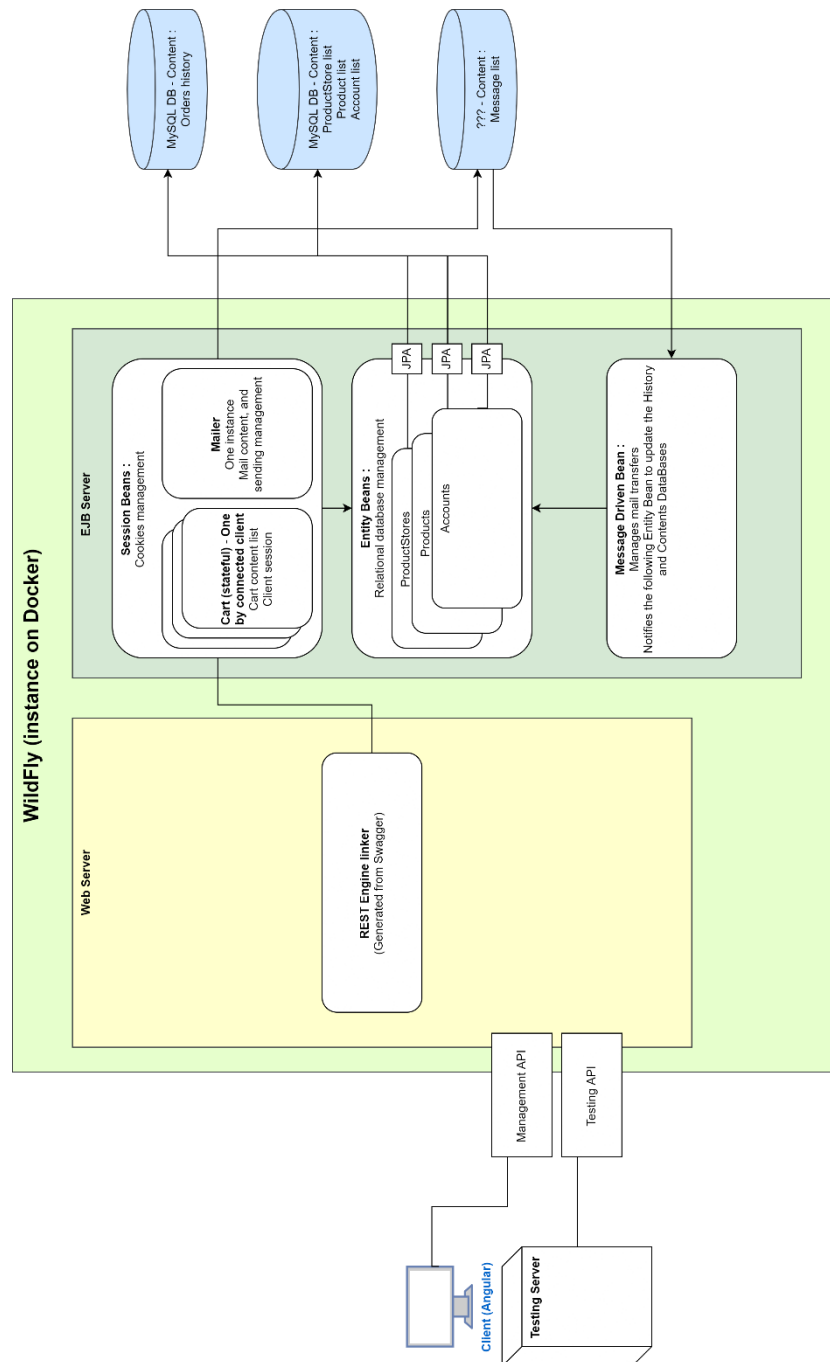 WildFly (instance on Docker)
Web Server
REST Engine linker
(Generated from Swagger)
Management API
Testing API
Client (Angular)
Testing Server
EJB Server
Session Beans :
Cookies management
Cart (stateful) - One
by connected client
Cart content list
Client session
Mailer
One instance
Mail content, and
sending management
Entity Beans :
Relational database management
ProductStores
Products
Accounts
JPA
JPA
JPA
Message Driven Bean :
Manages mail transfers
Notifies the following Entity Bean to update the History
and Contents DataBases
MySQL DB - Content :
Orders history
MySQL DB - Content :
ProductStore list
Product list
Account list
??? - Content :
Message list